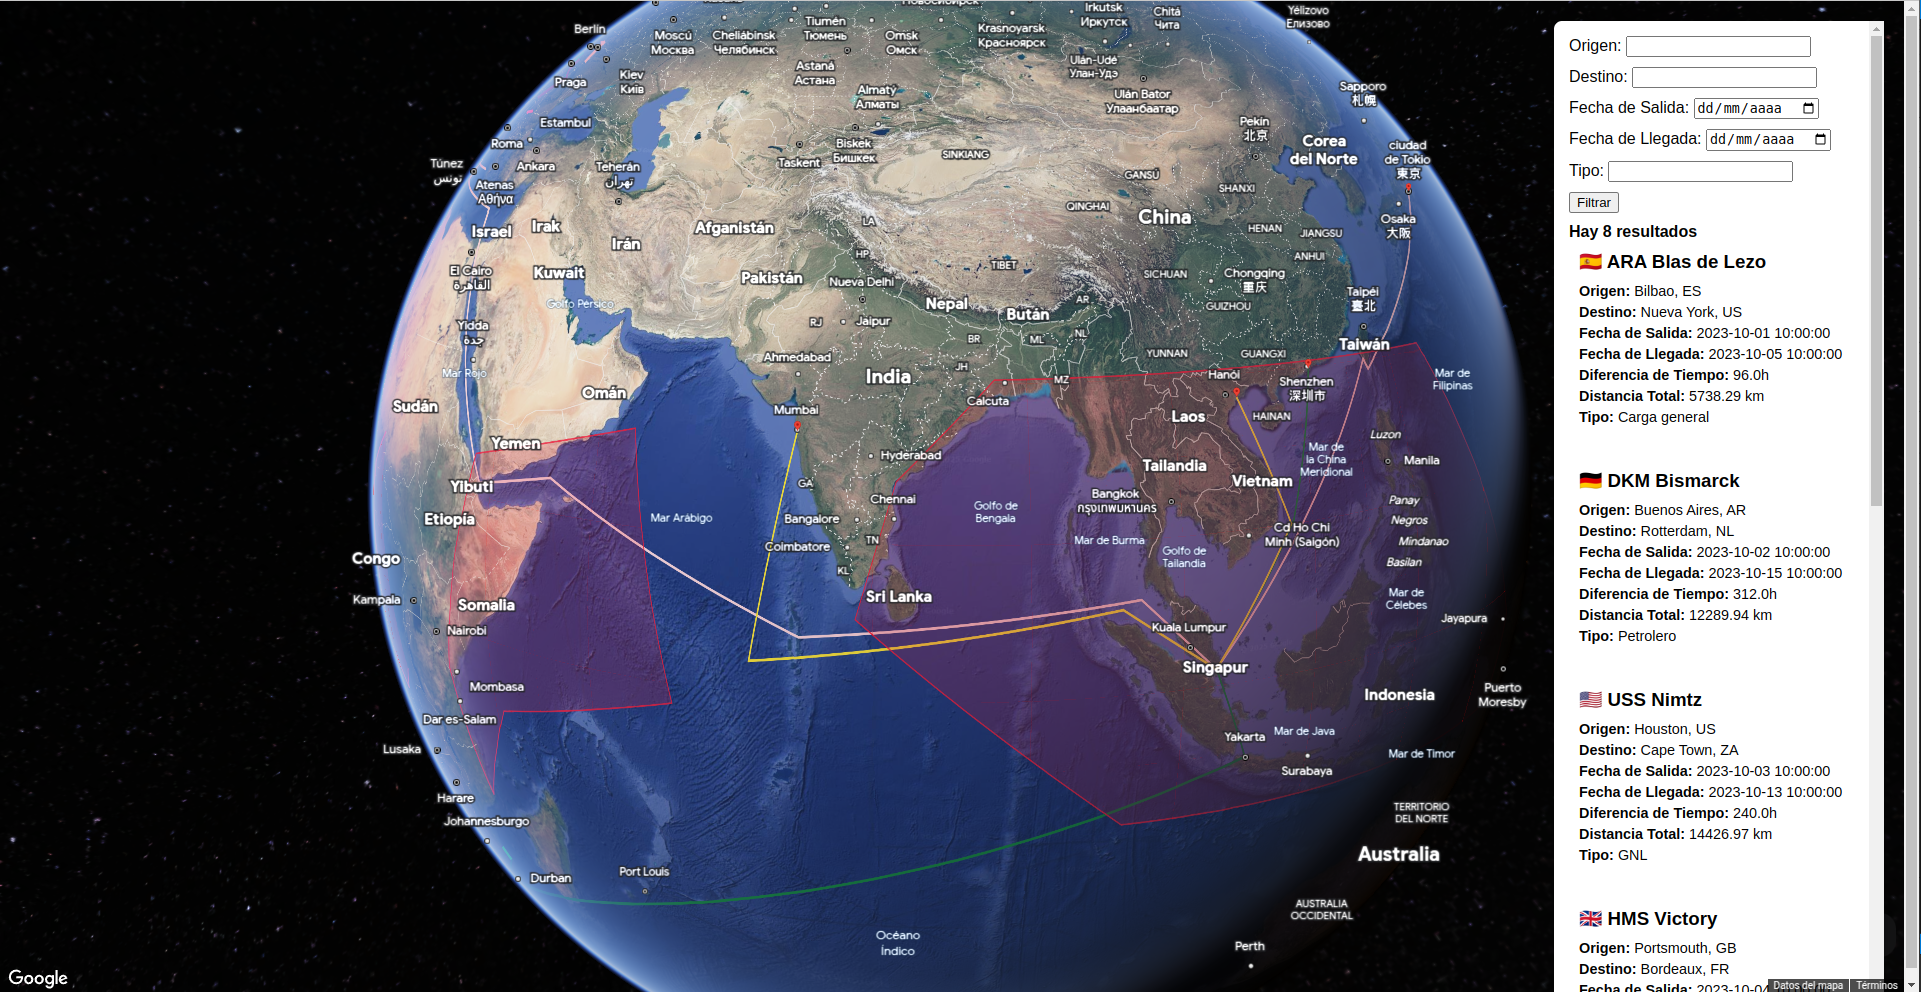 Berlín
Praga
Moscú
Москва
Kiev
Київ
Cheliábinsk
Челябинск
Tiumén
Тюмень
Omsk
Омск
Новосибирск
Krasnoyarsk
Красноярск
Irkutsk
Иркутск
Chitá
Чита
Yélizovo
Елизово
Astaná
Астана
Almatý
Алматы
Ulán-Udé
Улан-Удэ
Ulán Bator
Улаанбаатар
Sapporo
札幌
Estambul
Roma
Ankara
Túnez
تونس
Atenas
Αθήνα
Teherán
تهران
Taskent
Biskek
Бишкек
SINKIANG
Pekín
北京
Corea
del Norte
ciudad
de Tokio
東京
GANSÚ
SHANXI
QINGHAI
China
Osaka
大阪
HENAN
JIANGSU
ANHUI
Israel
Irak
Irán
Afganistán
LA
HP
TIBET
SICHUAN
Chongqing
重庆
El Cairo
القاهرة
Kuwait
Golfo Pérsico
Pakistán
Nueva Delhi
Nepal
Bután
AR
GUIZHOU
Taipéi
臺北
Yidda
جدة
RJ
Jaipur
BR
ML
NL
Taiwán
Mar Rojo
Ahmedabad
JH
MZ
YUNNAN
GUANGXI
Hanói
Shenzhen
深圳市
Mar de
Filipinas
Sudán
Omán
India
Mumbai
Calcuta
Laos
HAINAN
Luzon
Yemen
Hyderabad
Tailandia
Vietnam
Mar de
la China
Meridional
Manila
Yibuti
GA
Chennai
Bangkok
กรุงเทพมหานคร
Panay
Etiopía
Mar Arábigo
Bangalore
Golfo de
Bengala
Negros
Coimbatore
TN
Mar de Burma
Golfo de
Tailandia
Cd Ho Chi
Minh (Saigón)
Mindanao
Basilan
Congo
KL
Kampala
Somalia
Sri Lanka
Mar de
Célebes
Nairobi
Kuala Lumpur
Jayapura
Singapur
Mombasa
Indonesia
Puerto
Moresby
Dar es-Salam
Yakarta
Mar de Java
Lusaka
Surabaya
Mar de Timor
Harare
Johannesburgo
TERRITORIO
DEL NORTE
Australia
Durban
Port Louis
AUSTRALIA
OCCIDENTAL
Océano
Índico
Perth
Google
Origen:
Destino:
Fecha de Salida: dd/mm/aaaa
Fecha de Llegada: dd/mm/aaaa
Tipo:
Filtrar
Hay 8 resultados
🇪🇸 ARA Blas de Lezo
Origen: Bilbao, ES
Destino: Nueva York, US
Fecha de Salida: 2023-10-01 10:00:00
Fecha de Llegada: 2023-10-05 10:00:00
Diferencia de Tiempo: 96.0h
Distancia Total: 5738.29 km
Tipo: Carga general
🇩🇪 DKM Bismarck
Origen: Buenos Aires, AR
Destino: Rotterdam, NL
Fecha de Salida: 2023-10-02 10:00:00
Fecha de Llegada: 2023-10-15 10:00:00
Diferencia de Tiempo: 312.0h
Distancia Total: 12289.94 km
Tipo: Petrolero
🇺🇸 USS Nimtz
Origen: Houston, US
Destino: Cape Town, ZA
Fecha de Salida: 2023-10-03 10:00:00
Fecha de Llegada: 2023-10-13 10:00:00
Diferencia de Tiempo: 240.0h
Distancia Total: 14426.97 km
Tipo: GNL
🇬🇧 HMS Victory
Origen: Portsmouth, GB
Destino: Bordeaux, FR
Fecha de Salida: 2023-10-04
Datos del mapa
Términos